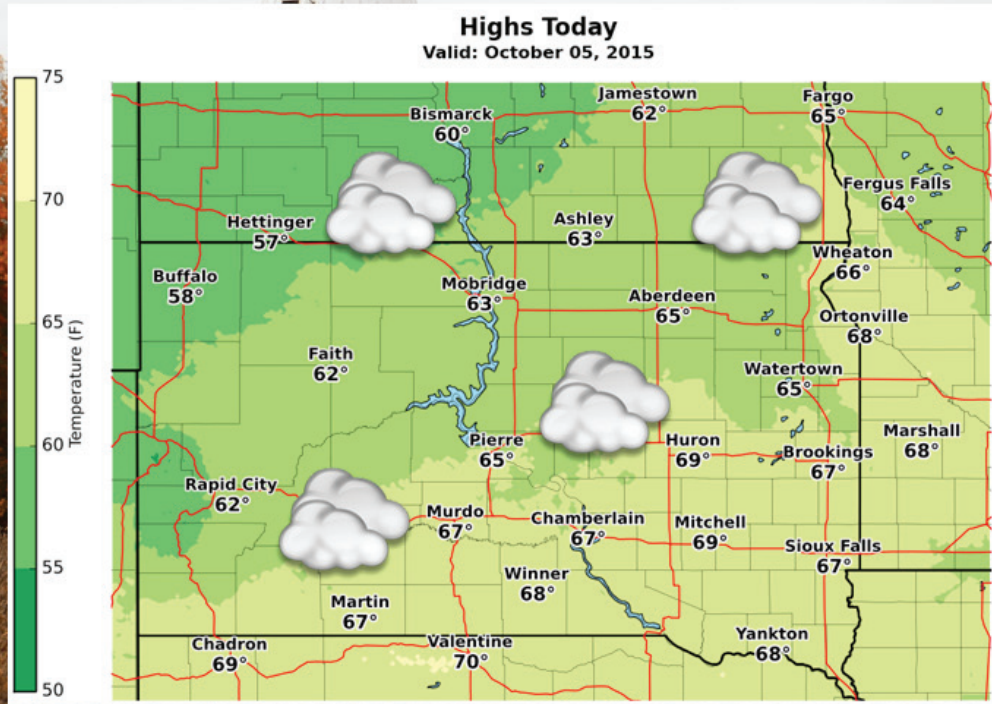 Highs Today
Valid: October 05, 2015
75
70
65
60
55
50
Temperature (F)
Bismarck
60°
Jamestown
62°
Fargo
65°
Fergus Falls
64°
Hettinger
57°
Ashley
63°
Wheaton
66°
Buffalo
58°
Mobridge
63°
Aberdeen
65°
Ortonville
68°
Faith
62°
Watertown
65°
Pierre
65°
Huron
69°
Brookings
67°
Marshall
68°
Rapid City
62°
Murdo
67°
Chamberlain
67°
Mitchell
69°
Sioux Falls
67°
Winner
68°
Martin
67°
Chadron
69°
Valentine
70°
Yankton
68°